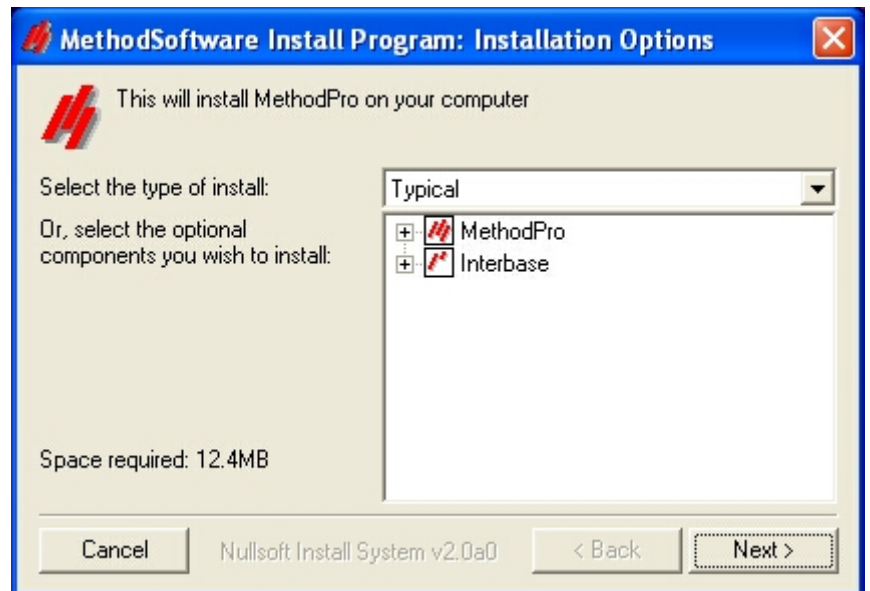 MethodSoftware Install Program: Installation Options
This will install MethodPro on your computer
Select the type of install:
Typical
Or, select the optional
components you wish to install:
MethodPro
Interbase
Space required: 12.4MB
Cancel
Nullsoft Install System v2.0a0
< Back
Next >